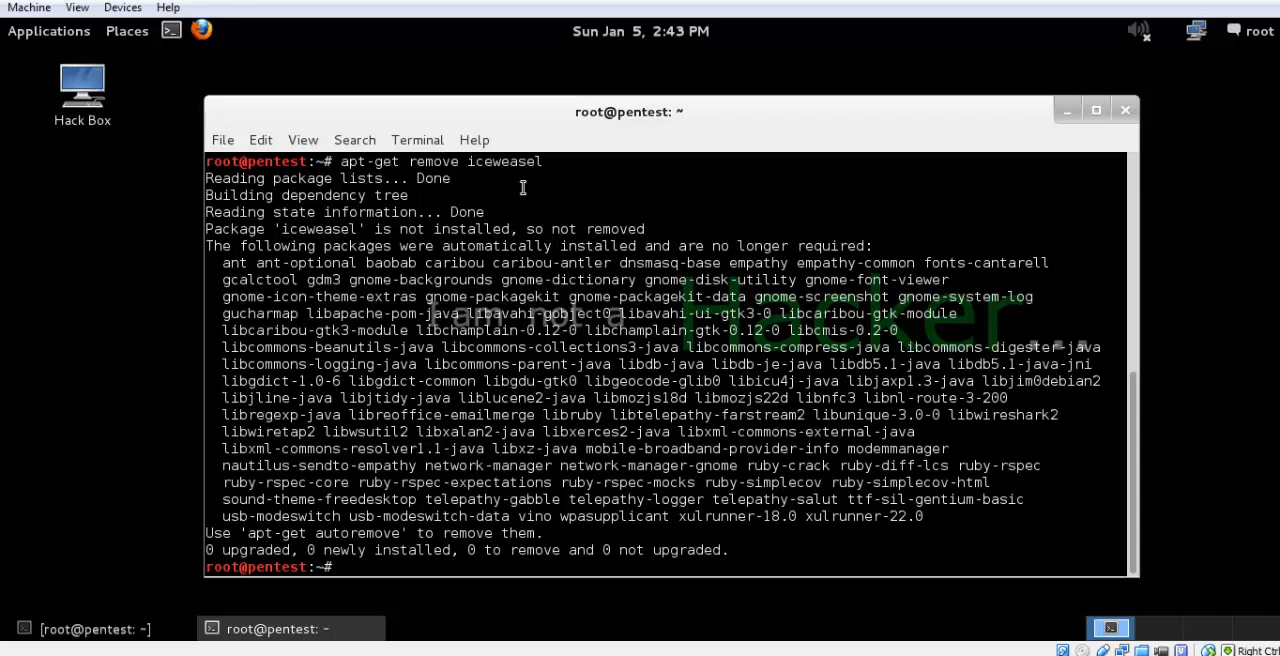 Machine View Devices Help
Applications Places Sun Jan 5, 2:43 PM root
Hack Box
root@pentest: ~
File Edit View Search Terminal Help
root@pentest:~# apt-get remove iceweasel
Reading package lists... Done
Building dependency tree
Reading state information... Done
Package 'iceweasel' is not installed, so not removed
The following packages were automatically installed and are no longer required:
ant ant-optional baobab caribou caribou-antler dnsmasq-base empathy empathy-common fonts-cantarell
gcalctool gdm3 gnome-backgrounds gnome-dictionary gnome-disk-utility gnome-font-viewer
gnome-icon-theme-extras gnome-packagekit gnome-packagekit-data gnome-screenshot gnome-system-log
gucharmap libapache-pom-java libavahi-gobject0 libavahi-ui-gtk3-0 libcaribou-gtk-module
libcaribou-gtk3-module libchamplain-0.12-0 libchamplain-gtk-0.12-0 libcmis-0.2-0
libcommons-beanutils-java libcommons-collections3-java libcommons-compress-java libcommons-digester-java
libcommons-logging-java libcommons-parent-java libdb-java libdb-je-java libdb5.1-java libdb5.1-java-jni
libgdict-1.0-6 libgdict-common libgdu-gtk0 libgeocode-glib0 libicu4j-java libjaxp1.3-java libjim0debian2
libjline-java libjtidy-java liblucene2-java libmozjs18d libmozjs22d libnfc3 libnl-route-3-200
libregexp-java libreoffice-emailmerge libruby libtelepathy-farstream2 libunique-3.0-0 libwireshark2
libwiretap2 libwsutil2 libxalan2-java libxerces2-java libxml-commons-external-java
libxml-commons-resolver1.1-java libxz-java mobile-broadband-provider-info modemmanager
nautilus-sendto-empathy network-manager network-manager-gnome ruby-crack ruby-diff-lcs ruby-rspec
ruby-rspec-core ruby-rspec-expectations ruby-rspec-mocks ruby-simplecov ruby-simplecov-html
sound-theme-freedesktop telepathy-gabble telepathy-logger telepathy-salut ttf-sil-gentium-basic
usb-modeswitch usb-modeswitch-data vino wpasupplicant xulrunner-18.0 xulrunner-22.0
Use 'apt-get autoremove' to remove them.
0 upgraded, 0 newly installed, 0 to remove and 0 not upgraded.
root@pentest:~#
I am not a Hacker...
[root@pentest: ~] root@pentest: ~
Right Ctrl